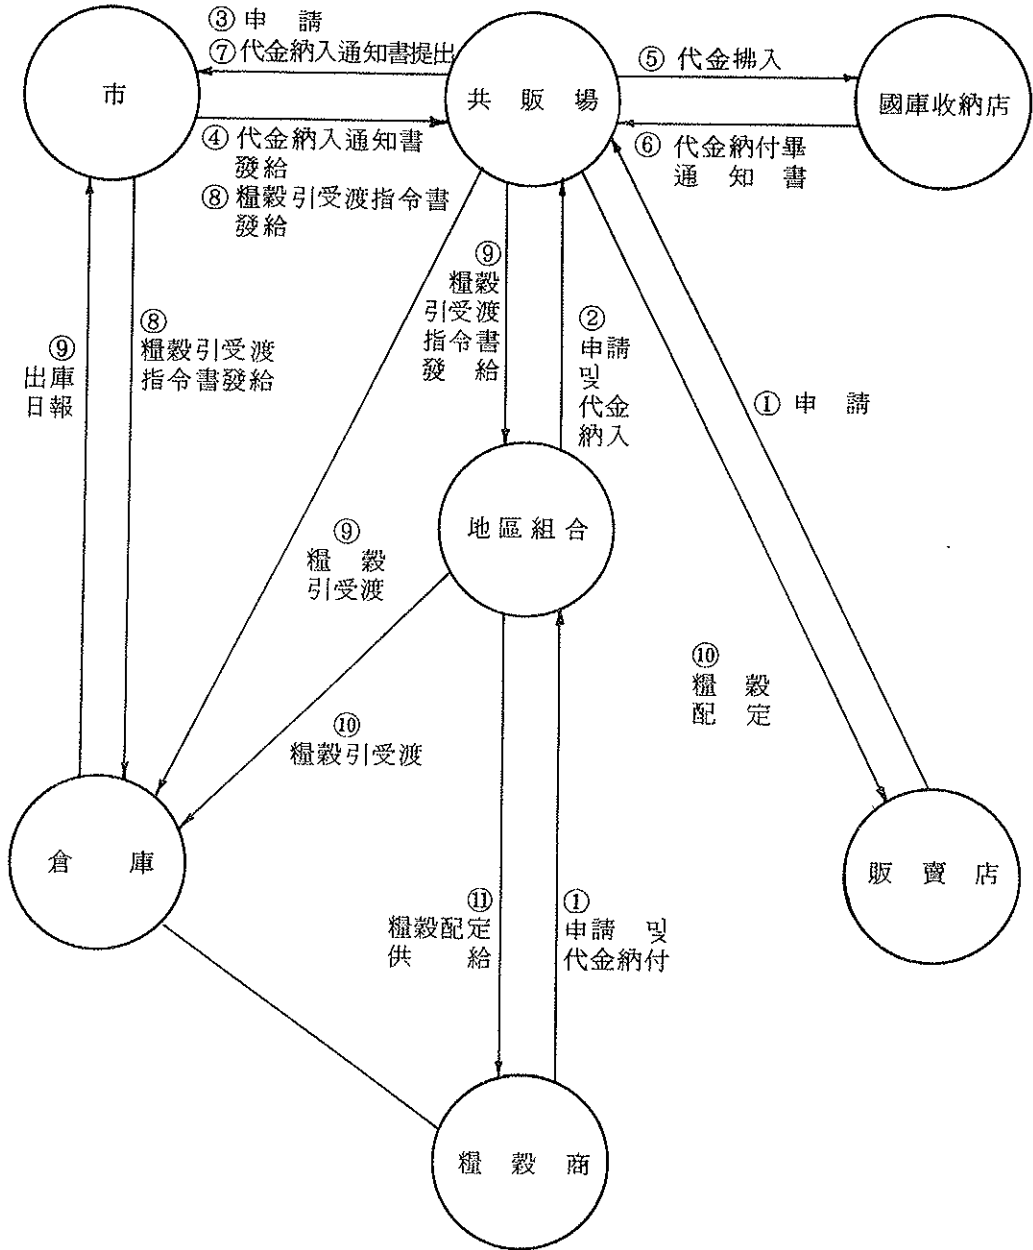 ③ 申 請
⑦ 代金納入通知書提出
市
共 販 場
國庫收納店
⑤ 代金拂入
④ 代金納入通知書
發給
⑧ 糧穀引受渡指令書
發給
⑥ 代金納付畢
通 知 書
⑨
出庫
日報
⑧
糧穀引受渡
指令書發給
⑨
糧穀
引受渡
指令書
發 給
②
申請
및
代金
納入
① 申 請
地區組合
⑨
糧 穀
引受渡
⑩
糧穀引受渡
⑩
糧 穀
配 定
倉 庫
販 賣 店
⑪
糧穀配定
供 給
①
申請 및
代金納付
糧 穀 商